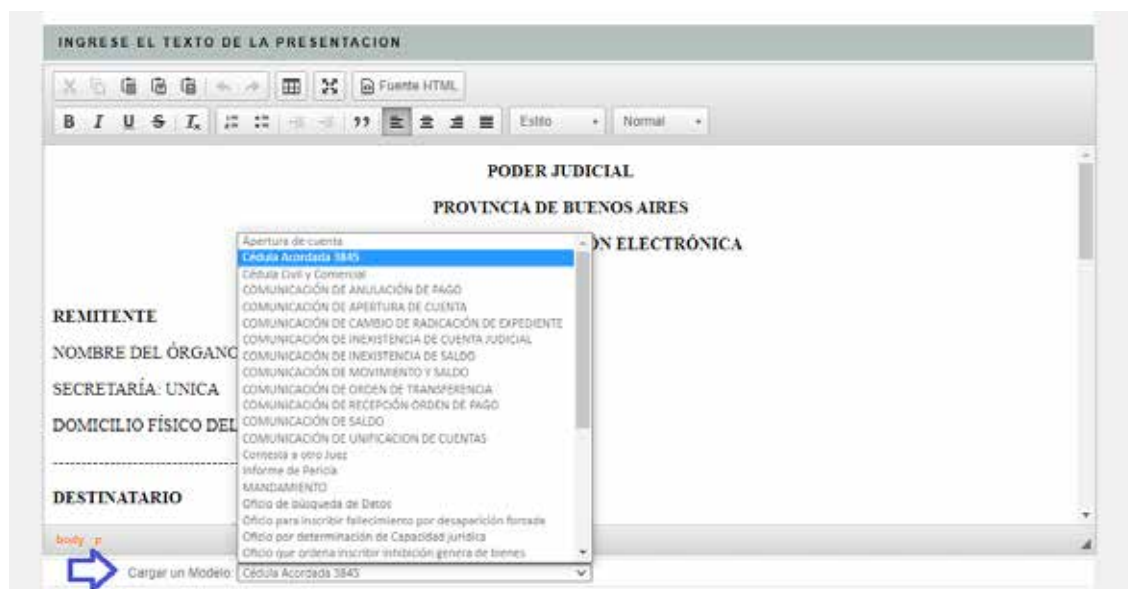 INGRESE EL TEXTO DE LA PRESENTACION
Fuente HTML
B I U S Ix
Estilo
Normal
PODER JUDICIAL
PROVINCIA DE BUENOS AIRES
ÓN ELECTRÓNICA
REMITENTE
NOMBRE DEL ÓRGANO
SECRETARÍA: UNICA
DOMICILIO FÍSICO DEL
DESTINATARIO
Apertura de cuenta
Cédula Acordada 3845
Cédula Civil y Comercial
COMUNICACIÓN DE ANULACIÓN DE PAGO
COMUNICACIÓN DE APERTURA DE CUENTA
COMUNICACIÓN DE CAMBIO DE RADICACIÓN DE EXPEDIENTE
COMUNICACIÓN DE INEXISTENCIA DE CUENTA JUDICIAL
COMUNICACIÓN DE INEXISTENCIA DE SALDO
COMUNICACIÓN DE MOVIMIENTO Y SALDO
COMUNICACIÓN DE ORDEN DE TRANSFERENCIA
COMUNICACIÓN DE RECEPCIÓN ORDEN DE PAGO
COMUNICACIÓN DE SALDO
COMUNICACIÓN DE UNIFICACION DE CUENTAS
Contesta a otro Juez
Informe de Pericia
MANDAMIENTO
Oficio de búsqueda de Datos
Oficio para inscribir fallecimiento por desaparición forzada
Oficio por determinación de Capacidad jurídica
Oficio que ordena inscribir inhibición genera de bienes
body p
Cargar un Modelo: Cédula Acordada 3845